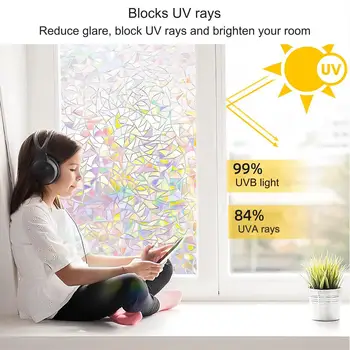 Blocks UV rays
Reduce glare, block UV rays and brighten your room
UV
99%
UVB light
84%
UVA rays